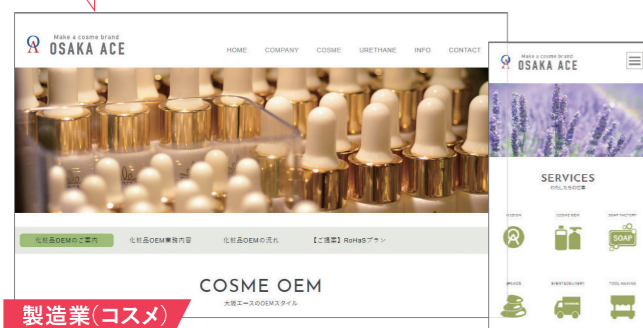 Make a cosme brand
OSAKA ACE
HOME COMPANY COSME URETHANE INFO CONTACT
化粧品OEMのご案内 化粧品OEM業務内容 化粧品OEMの流れ 【ご提案】RoHaSプラン
COSME OEM
大阪エースのOEMスタイル
製造業(コスメ)
Make a cosme brand
OSAKA ACE
SERVICES
わたしたちの仕事
COSME OEM SOAP FACTORY
SOAP
EVENT&DELIVERY